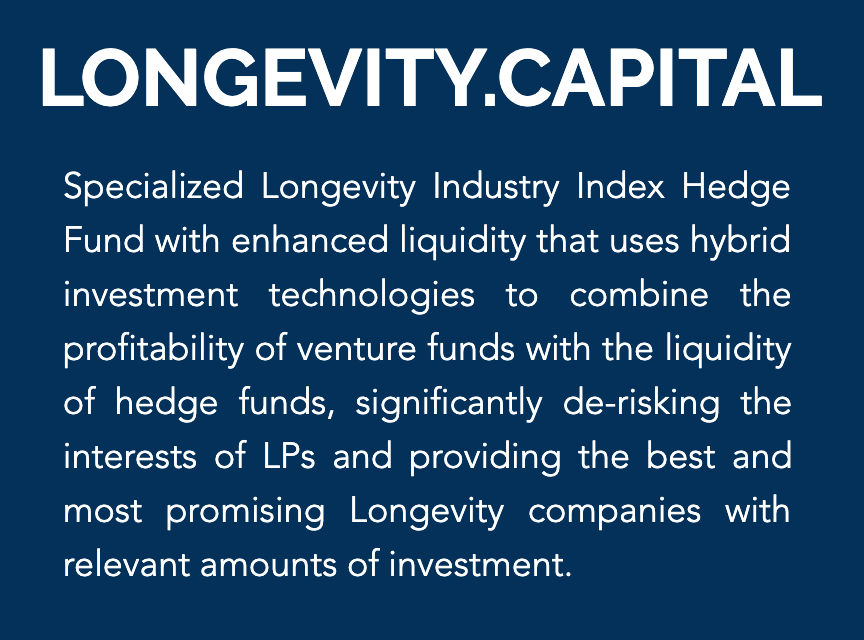 LONGEVITY.CAPITAL
Specialized Longevity Industry Index Hedge
Fund with enhanced liquidity that uses hybrid
investment technologies to combine the
profitability of venture funds with the liquidity
of hedge funds, significantly de-risking the
interests of LPs and providing the best and
most promising Longevity companies with
relevant amounts of investment.